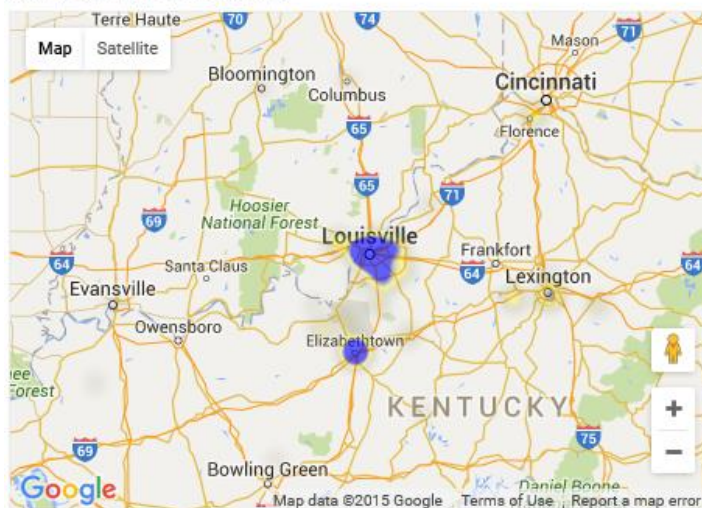 Terre Haute
70
74
71
Map Satellite
Mason
Bloomington
Columbus
Cincinnati
Florence
65
65
71
69
Hoosier
National Forest
Louisville
Frankfort
64
Santa Claus
64
64
Lexington
Evansville
Owensboro
Elizabethtown
nee
Forest
KENTUCKY
+
69
75
−
Bowling Green
Daniel Boone
Google
Map data ©2015 Google Terms of Use Report a map error